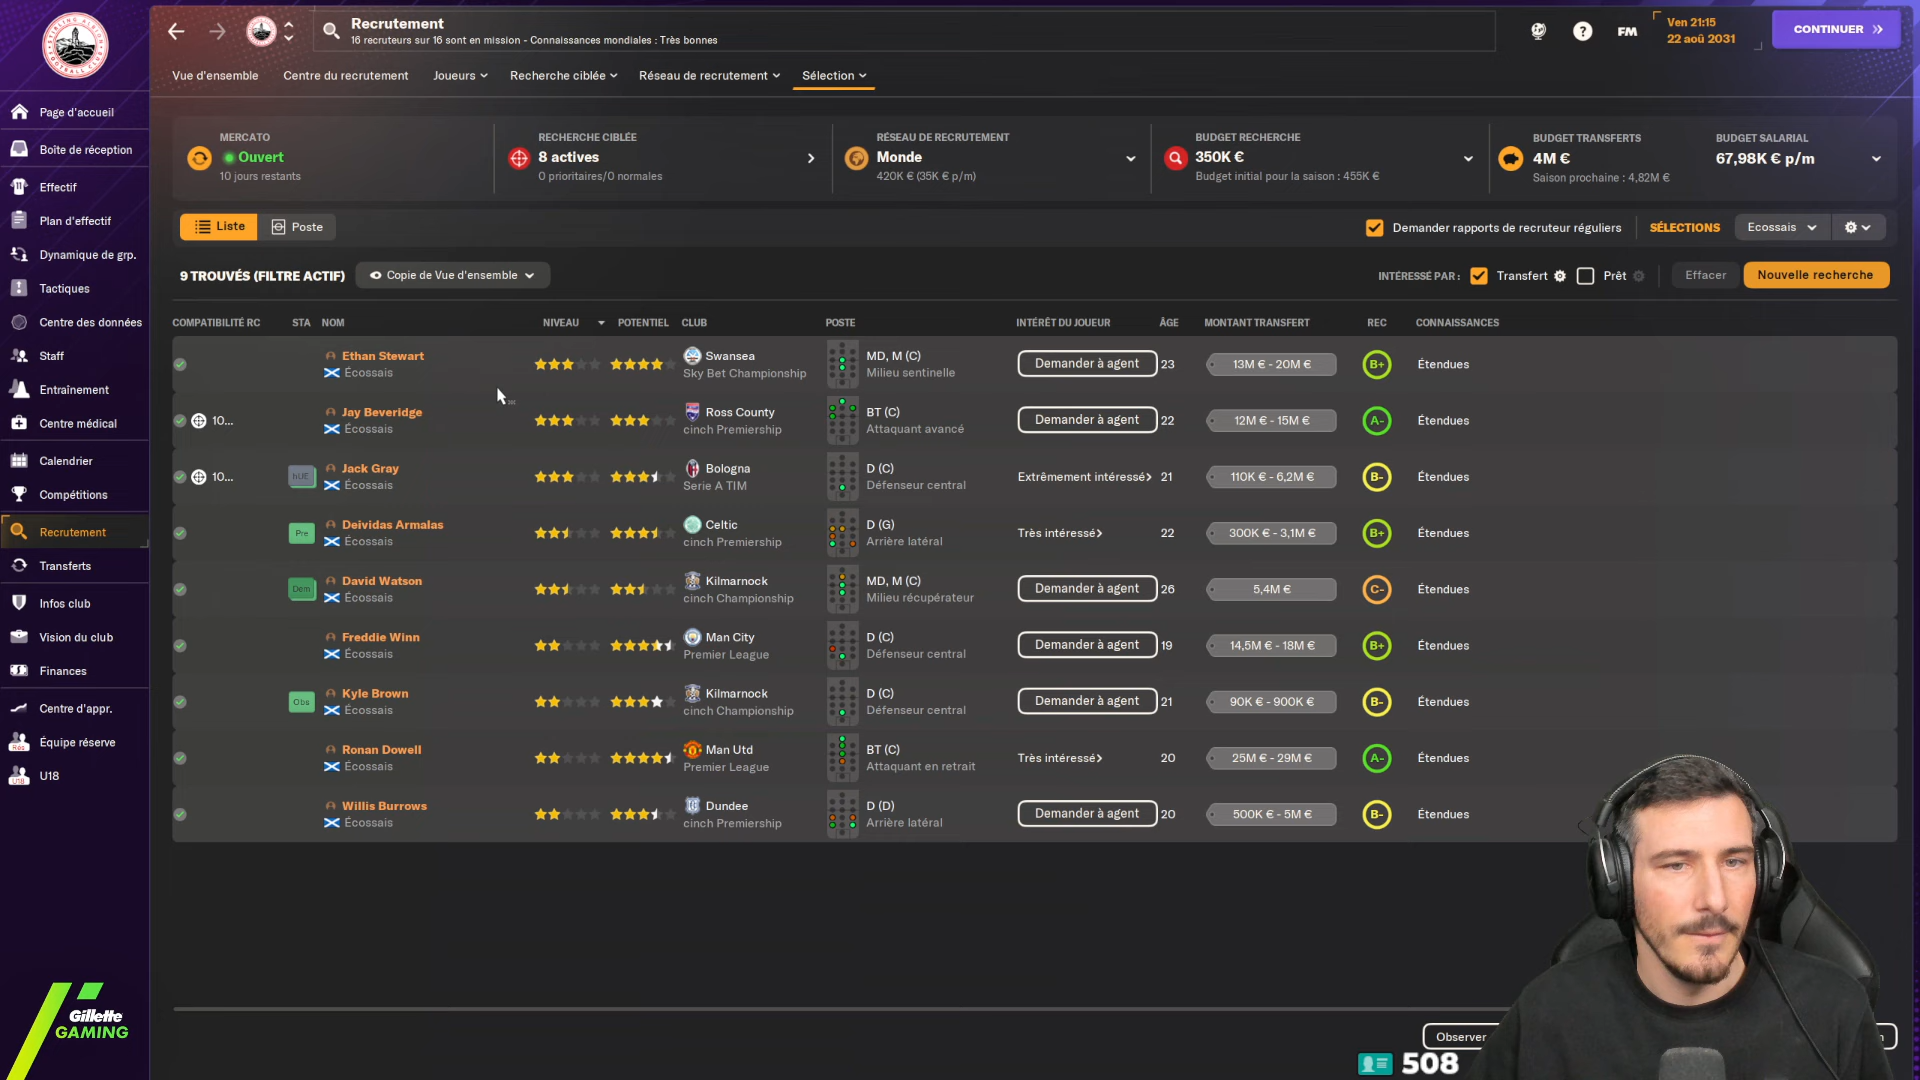 Recrutement
16 recruteurs sur 16 sont en mission - Connaissances mondiales : Très bonnes
FM
Ven 21:15
22 aoû 2031
CONTINUER
Vue d'ensemble
Centre du recrutement
Joueurs
Recherche ciblée
Réseau de recrutement
Sélection
Page d'accueil
Boîte de réception
Effectif
Plan d'effectif
Dynamique de grp.
Tactiques
Centre des données
Staff
Entraînement
Centre médical
Calendrier
Compétitions
Recrutement
Transferts
Infos club
Vision du club
Finances
Centre d'appr.
Équipe réserve
U18
MERCATO
Ouvert
10 jours restants
RECHERCHE CIBLÉE
8 actives
0 prioritaires/0 normales
RÉSEAU DE RECRUTEMENT
Monde
420K € (35K € p/m)
BUDGET RECHERCHE
350K €
Budget initial pour la saison : 455K €
BUDGET TRANSFERTS
4M €
Saison prochaine : 4,82M €
BUDGET SALARIAL
67,98K € p/m
Liste
Poste
Demander rapports de recruteur réguliers
SÉLECTIONS
Ecossais
9 TROUVÉS (FILTRE ACTIF)
Copie de Vue d'ensemble
INTÉRESSÉ PAR :
Transfert
Prêt
Effacer
Nouvelle recherche
COMPATIBILITÉ RC STA NOM NIVEAU POTENTIEL CLUB POSTE INTÉRÊT DU JOUEUR ÂGE MONTANT TRANSFERT REC CONNAISSANCES
Ethan Stewart Swansea MD, M (C) Demander à agent 23 13M € - 20M € B+ Étendues
Écossais Sky Bet Championship Milieu sentinelle
10... Jay Beveridge Ross County BT (C) Demander à agent 22 12M € - 15M € A- Étendues
Écossais cinch Premiership Attaquant avancé
10... hUE Jack Gray Bologna D (C) Extrêmement intéressé> 21 110K € - 6,2M € B- Étendues
Écossais Serie A TIM Défenseur central
Pre Deividas Armalas Celtic D (G) Très intéressé> 22 300K € - 3,1M € B+ Étendues
Écossais cinch Premiership Arrière latéral
Dem David Watson Kilmarnock MD, M (C) Demander à agent 26 5,4M € C- Étendues
Écossais cinch Championship Milieu récupérateur
Freddie Winn Man City D (C) Demander à agent 19 14,5M € - 18M € B+ Étendues
Écossais Premier League Défenseur central
Obs Kyle Brown Kilmarnock D (C) Demander à agent 21 90K € - 900K € B- Étendues
Écossais cinch Championship Défenseur central
Ronan Dowell Man Utd BT (C) Très intéressé> 20 25M € - 29M € A- Étendues
Écossais Premier League Attaquant en retrait
Willis Burrows Dundee D (D) Demander à agent 20 500K € - 5M € B- Étendues
Écossais cinch Premiership Arrière latéral
Gillette
GAMING
Observer
508